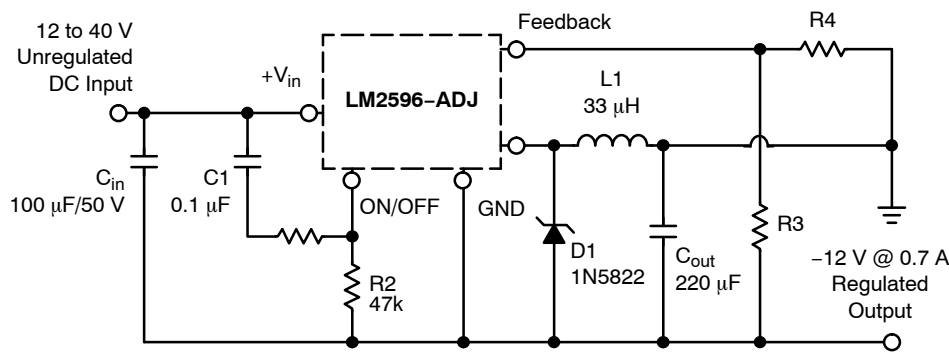 12 to 40 V
Unregulated
DC Input
+Vin
Feedback
LM2596–ADJ
L1
33 μH
R4
Cin
100 μF/50 V
C1
0.1 μF
ON/OFF
GND
R2
47k
D1
1N5822
Cout
220 μF
R3
–12 V @ 0.7 A
Regulated
Output